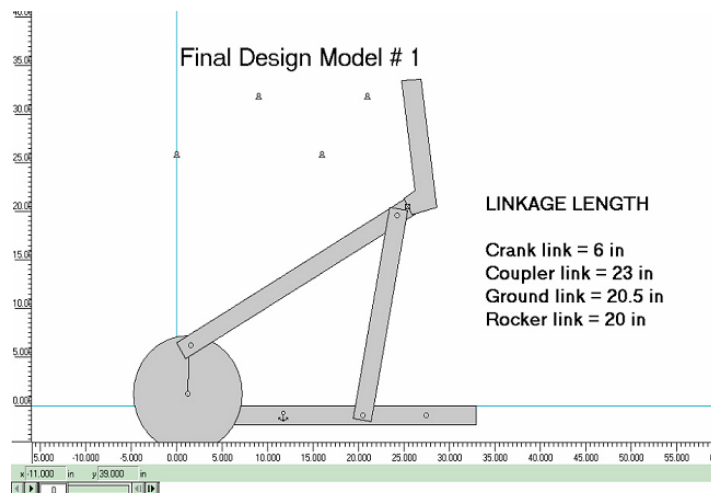 40.00
Final Design Model # 1
35.00
30.00
25.00
20.00
LINKAGE LENGTH
15.00
Crank link = 6 in
Coupler link = 23 in
Ground link = 20.5 in
Rocker link = 20 in
10.00
5.000
0.000
5.000 -10.000 -5.000 0.000 5.000 10.000 15.000 20.000 25.000 30.000 35.000 40.000 45.000 50.000 55.000
x -11.000 in y 39.000 in
0